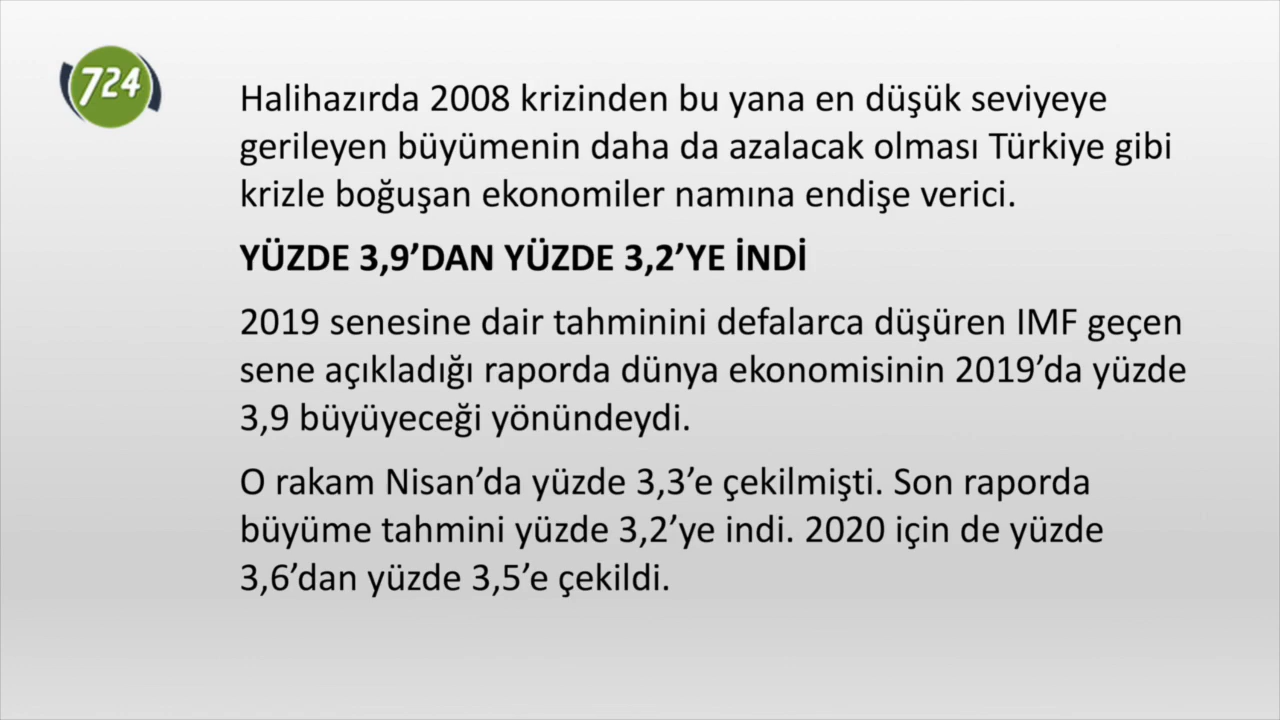 724
Halihazırda 2008 krizinden bu yana en düşük seviyeye
gerileyen büyümenin daha da azalacak olması Türkiye gibi
krizle boğuşan ekonomiler namına endişe verici.
YÜZDE 3,9’DAN YÜZDE 3,2’YE İNDİ
2019 senesine dair tahminini defalarca düşüren IMF geçen
sene açıkladığı raporda dünya ekonomisinin 2019’da yüzde
3,9 büyüyeceği yönündeydi.
O rakam Nisan’da yüzde 3,3’e çekilmişti. Son raporda
büyüme tahmini yüzde 3,2’ye indi. 2020 için de yüzde
3,6’dan yüzde 3,5’e çekildi.